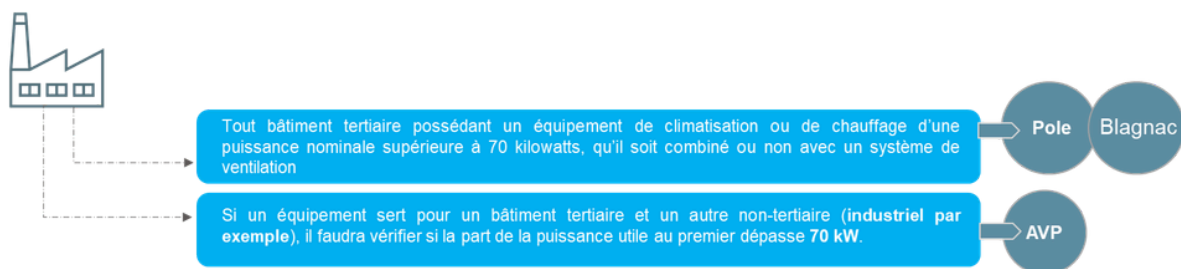 Tout bâtiment tertiaire possédant un équipement de climatisation ou de chauffage d’une
puissance nominale supérieure à 70 kilowatts, qu’il soit combiné ou non avec un système de
ventilation
Pole
Blagnac
Si un équipement sert pour un bâtiment tertiaire et un autre non-tertiaire (industriel par
exemple), il faudra vérifier si la part de la puissance utile au premier dépasse 70 kW.
AVP